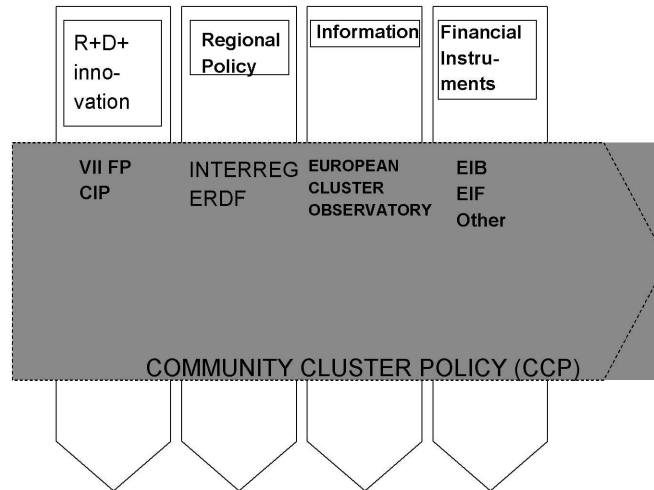 R+D+
inno-
vation
Regional
Policy
Information
Financial
Instru-
ments
VII FP
CIP
INTERREG
ERDF
EUROPEAN
CLUSTER
OBSERVATORY
EIB
EIF
Other
COMMUNITY CLUSTER POLICY (CCP)